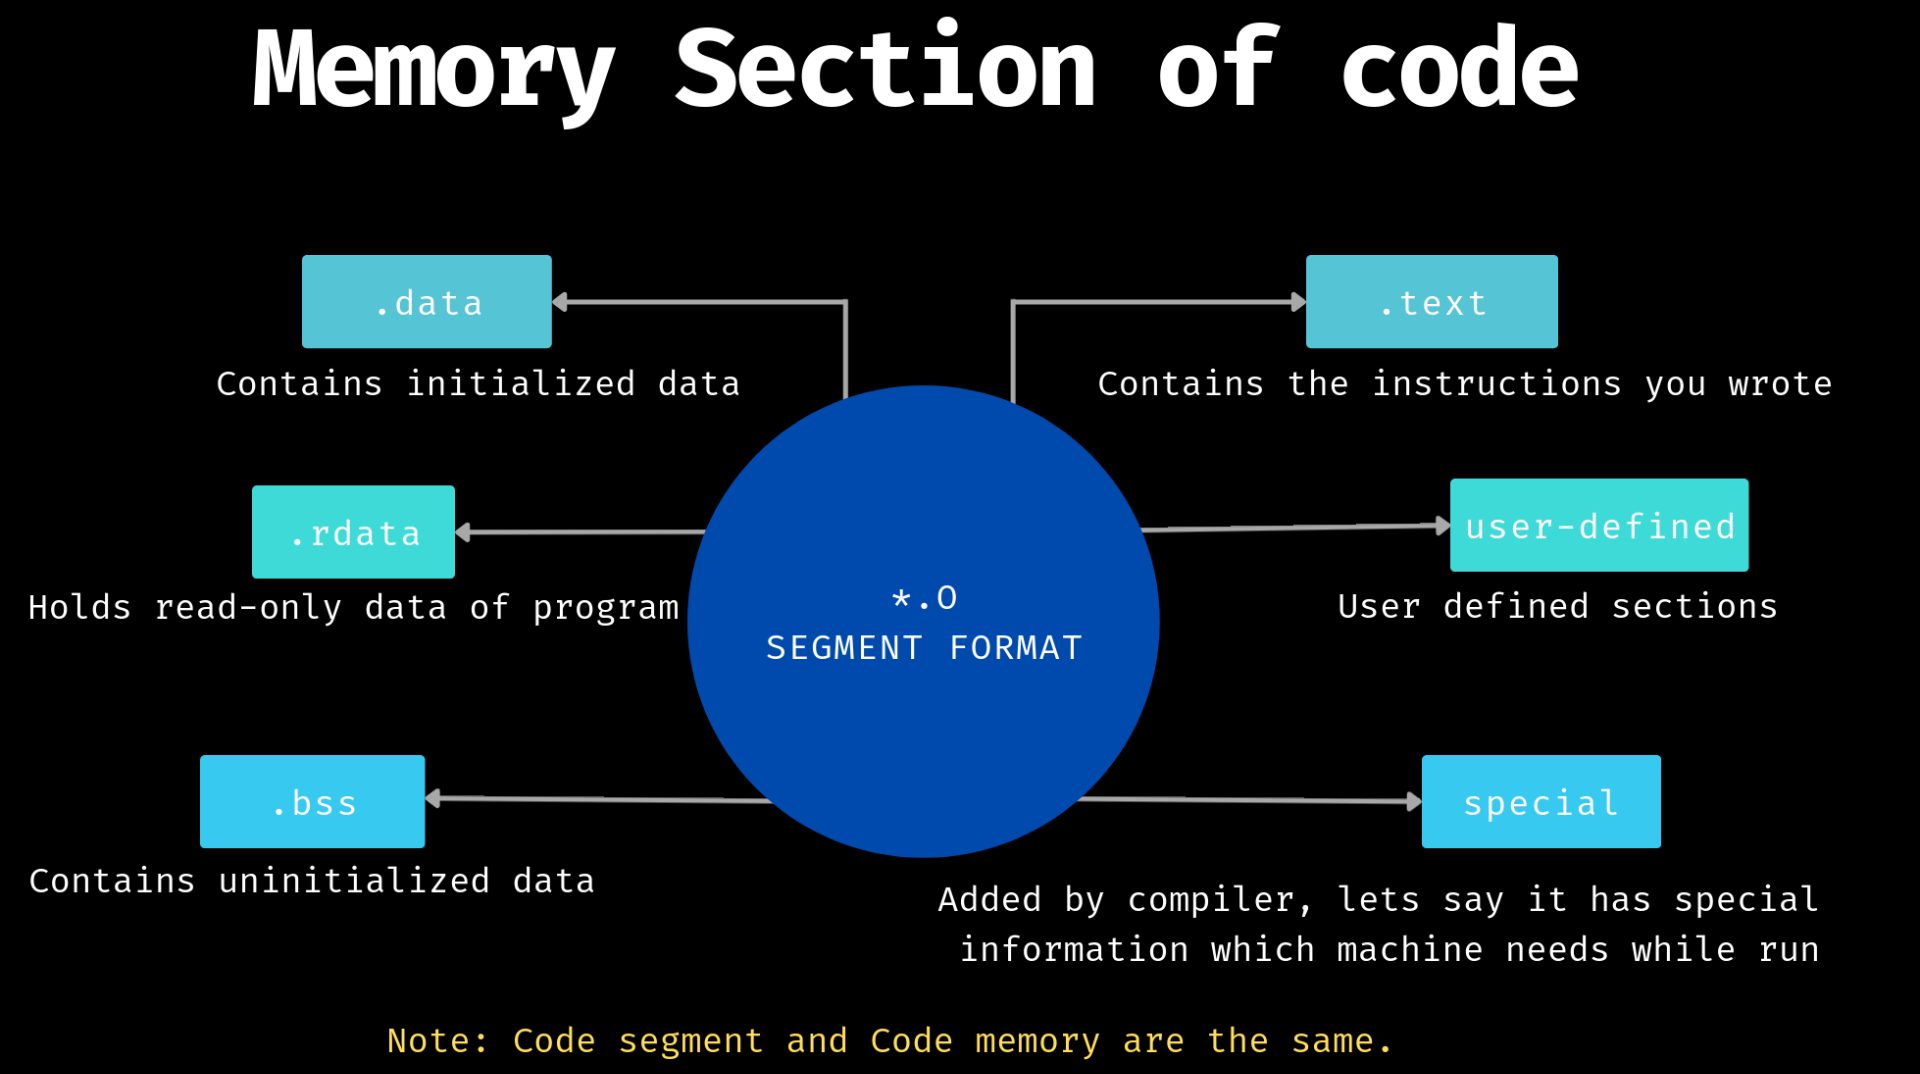 Memory Section of code
.data
Contains initialized data
.text
Contains the instructions you wrote
.rdata
Holds read-only data of program
user-defined
User defined sections
*.O
SEGMENT FORMAT
.bss
Contains uninitialized data
special
Added by compiler, lets say it has special
information which machine needs while run
Note: Code segment and Code memory are the same.